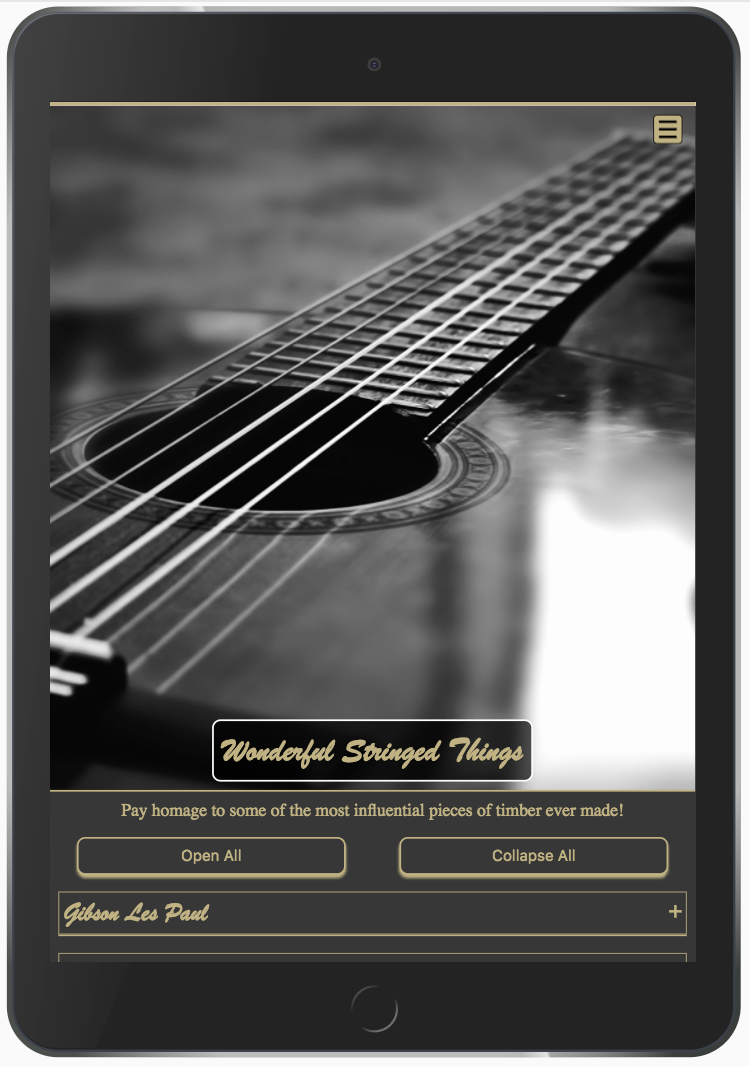 Wonderful Stringed Things
Pay homage to some of the most influential pieces of timber ever made!
Open All
Collapse All
Gibson Les Paul +